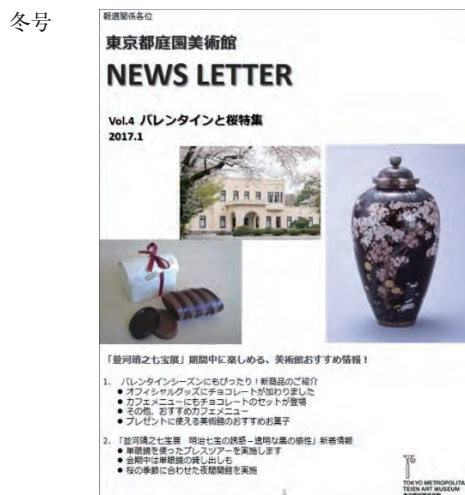 冬号
報道関係各位
東京都庭園美術館
NEWS LETTER
Vol.4 バレンタインと桜特集
2017.1
「並河靖之七宝展」期間中に楽しめる、美術館おすすめ情報！
1. バレンタインシーズンにもぴったり！新商品のご紹介
● オフィシャルグッズにチョコレートが加わりました
● カフェメニューにもチョコレートのセットが登場
● その他、おすすめカフェメニュー
● プレゼントに使える美術館のおすすめお菓子
2. 「並河靖之七宝展 明治七宝の誘惑－透明な黒の感性」新着情報
● 単眼鏡を使ったプレスツアーを実施します
● 会期中は単眼鏡の貸し出しも
● 桜の季節に合わせた夜間開館を実施
TOKYO METROPOLITA
TEIEN ART MUSEUM
1